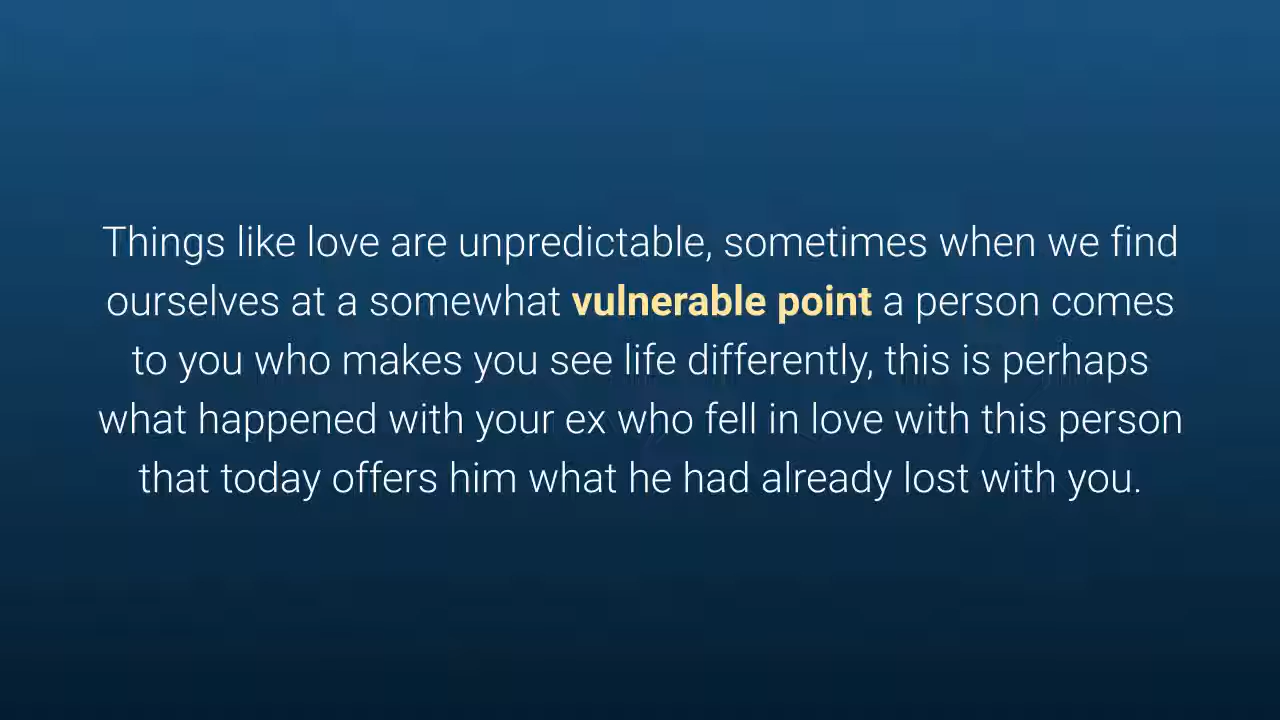 Things like love are unpredictable, sometimes when we find
ourselves at a somewhat vulnerable point a person comes
to you who makes you see life differently, this is perhaps
what happened with your ex who fell in love with this person
that today offers him what he had already lost with you.